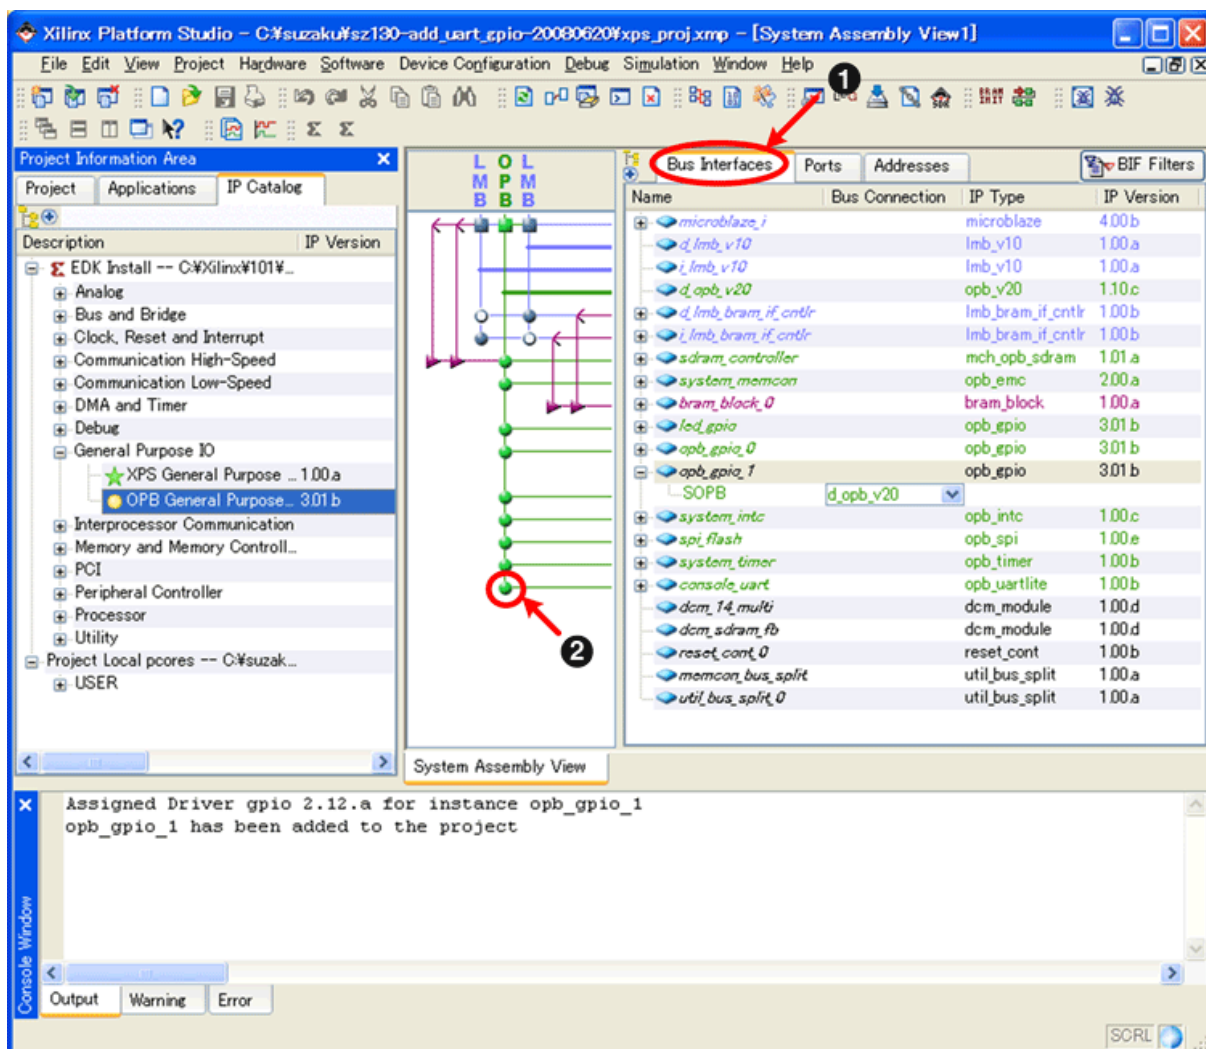 Xilinx Platform Studio - C:¥suzaku¥sz130-add_uart_gpio-20080620¥xps_proj.xmp - [System Assembly View1]
File Edit View Project Hardware Software Device Configuration Debug Simulation Window Help
1
Project Information Area
Project Applications IP Catalog
Description IP Version
EDK Install -- C:¥Xilinx¥101¥...
Analog
Bus and Bridge
Clock, Reset and Interrupt
Communication High-Speed
Communication Low-Speed
DMA and Timer
Debug
General Purpose IO
XPS General Purpose ... 1.00.a
OPB General Purpose... 3.01.b
Interprocessor Communication
Memory and Memory Controll...
PCI
Peripheral Controller
Processor
Utility
Project Local pcores -- C:¥suzak...
USER
LMB OPB LMB
2
System Assembly View
Bus Interfaces Ports Addresses BIF Filters
Name Bus Connection IP Type IP Version
microblaze_i microblaze 4.00.b
d_lmb_v10 lmb_v10 1.00.a
i_lmb_v10 lmb_v10 1.00.a
d_opb_v20 opb_v20 1.10.c
d_lmb_bram_if_cntlr lmb_bram_if_cntlr 1.00.b
i_lmb_bram_if_cntlr lmb_bram_if_cntlr 1.00.b
sdram_controller mch_opb_sdram 1.01.a
system_memcon opb_emc 2.00.a
bram_block_0 bram_block 1.00.a
led_gpio opb_gpio 3.01.b
opb_gpio_0 opb_gpio 3.01.b
opb_gpio_1 opb_gpio 3.01.b
SOPB d_opb_v20
system_intc opb_intc 1.00.c
spi_flash opb_spi 1.00.e
system_timer opb_timer 1.00.b
console_uart opb_uartlite 1.00.b
dcm_14_multi dcm_module 1.00.d
dcm_sdram_fb dcm_module 1.00.d
reset_cont_0 reset_cont 1.00.b
memcon_bus_split util_bus_split 1.00.a
util_bus_split_0 util_bus_split 1.00.a
Assigned Driver gpio 2.12.a for instance opb_gpio_1
opb_gpio_1 has been added to the project
Console Window
Output Warning Error
SCRL